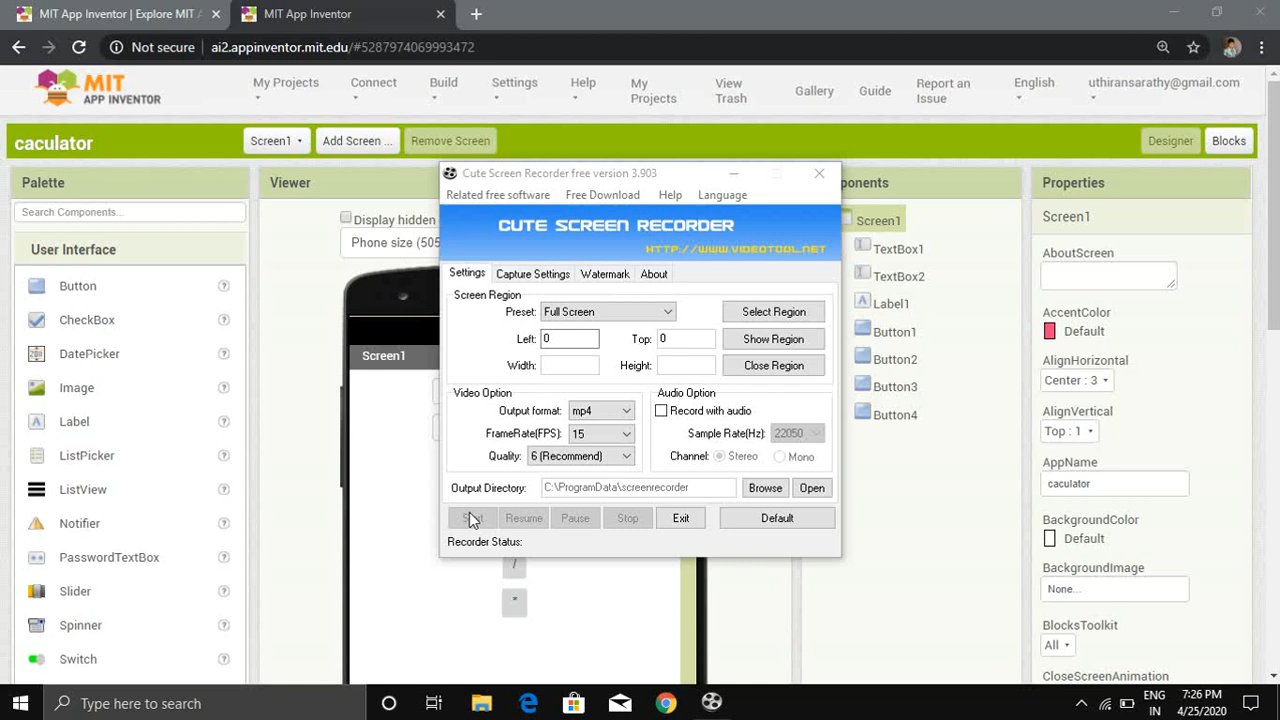 MIT App Inventor | Explore MIT A
MIT App Inventor
Not secure
ai2.appinventor.mit.edu/#5287974069993472
MIT
APP INVENTOR
My Projects
Connect
Build
Settings
Help
My
Projects
View
Trash
Gallery
Guide
Report an
Issue
English
uthiransarathy@gmail.com
caculator
Screen1
Add Screen ...
Remove Screen
Designer
Blocks
Palette
Search Components...
User Interface
Button
CheckBox
DatePicker
Image
Label
ListPicker
ListView
Notifier
PasswordTextBox
Slider
Spinner
Switch
Viewer
Display hidden
Phone size (505
Screen1
/
*
Cute Screen Recorder free version 3.903
Related free software
Free Download
Help
Language
CUTE SCREEN RECORDER
HTTP://WWW.VIDEOTOOL.NET
Settings
Capture Settings
Watermark
About
Screen Region
Preset: Full Screen
Select Region
Left: 0
Top: 0
Show Region
Width:
Height:
Close Region
Video Option
Output format: mp4
FrameRate(FPS): 15
Quality: 6 (Recommend)
Audio Option
Record with audio
Sample Rate(Hz): 22050
Channel: Stereo Mono
Output Directory: C:\ProgramData\screenrecorder
Browse
Open
Resume
Pause
Stop
Exit
Default
Recorder Status:
ponents
Screen1
TextBox1
TextBox2
Label1
Button1
Button2
Button3
Button4
Properties
Screen1
AboutScreen
AccentColor
Default
AlignHorizontal
Center : 3
AlignVertical
Top : 1
AppName
caculator
BackgroundColor
Default
BackgroundImage
None...
BlocksToolkit
All
CloseScreenAnimation
Type here to search
ENG
IN
7:26 PM
4/25/2020